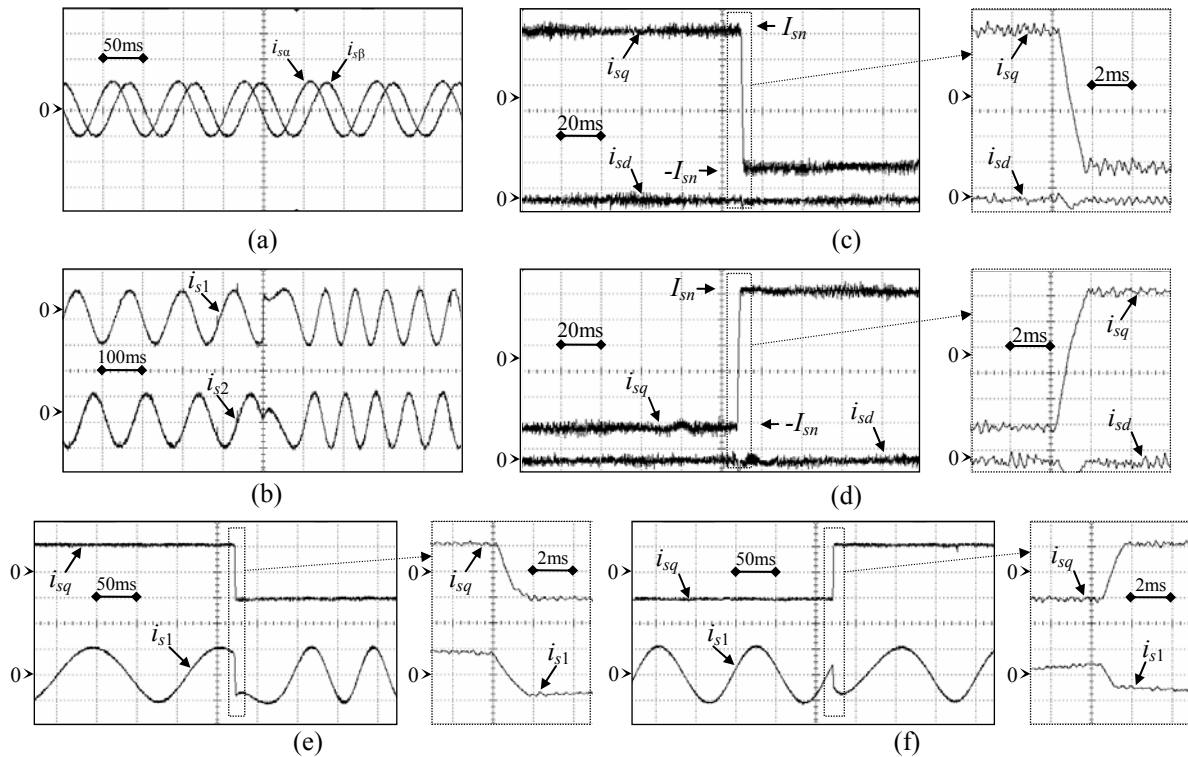 50ms
isα
isβ
0
(a)
Isn
isq
20ms
isd
-Isn
0
0
(c)
isq
2ms
0
isd
0
is1
0
100ms
is2
0
(b)
Isn
20ms
0
isq
-Isn
isd
0
(d)
isq
2ms
0
isd
0
0
isq
50ms
is1
0
0
isq
2ms
is1
0
(e)
0
isq
50ms
is1
0
isq
0
2ms
is1
0
(f)